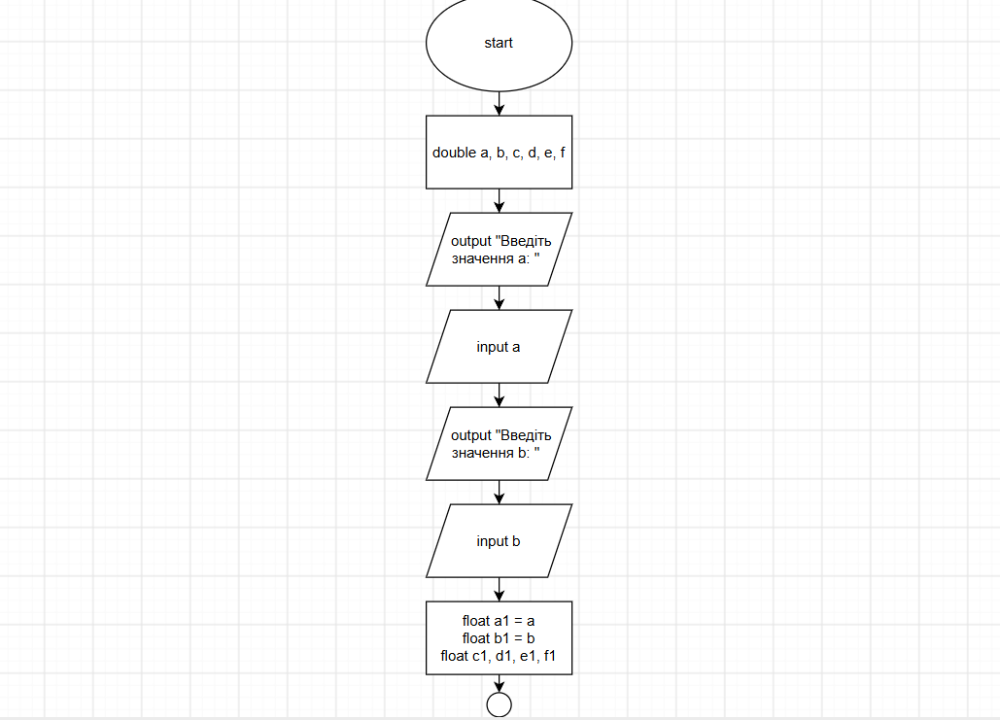 start
double a, b, c, d, e, f
output "Введіть
значення a: "
input a
output "Введіть
значення b: "
input b
float a1 = a
float b1 = b
float c1, d1, e1, f1